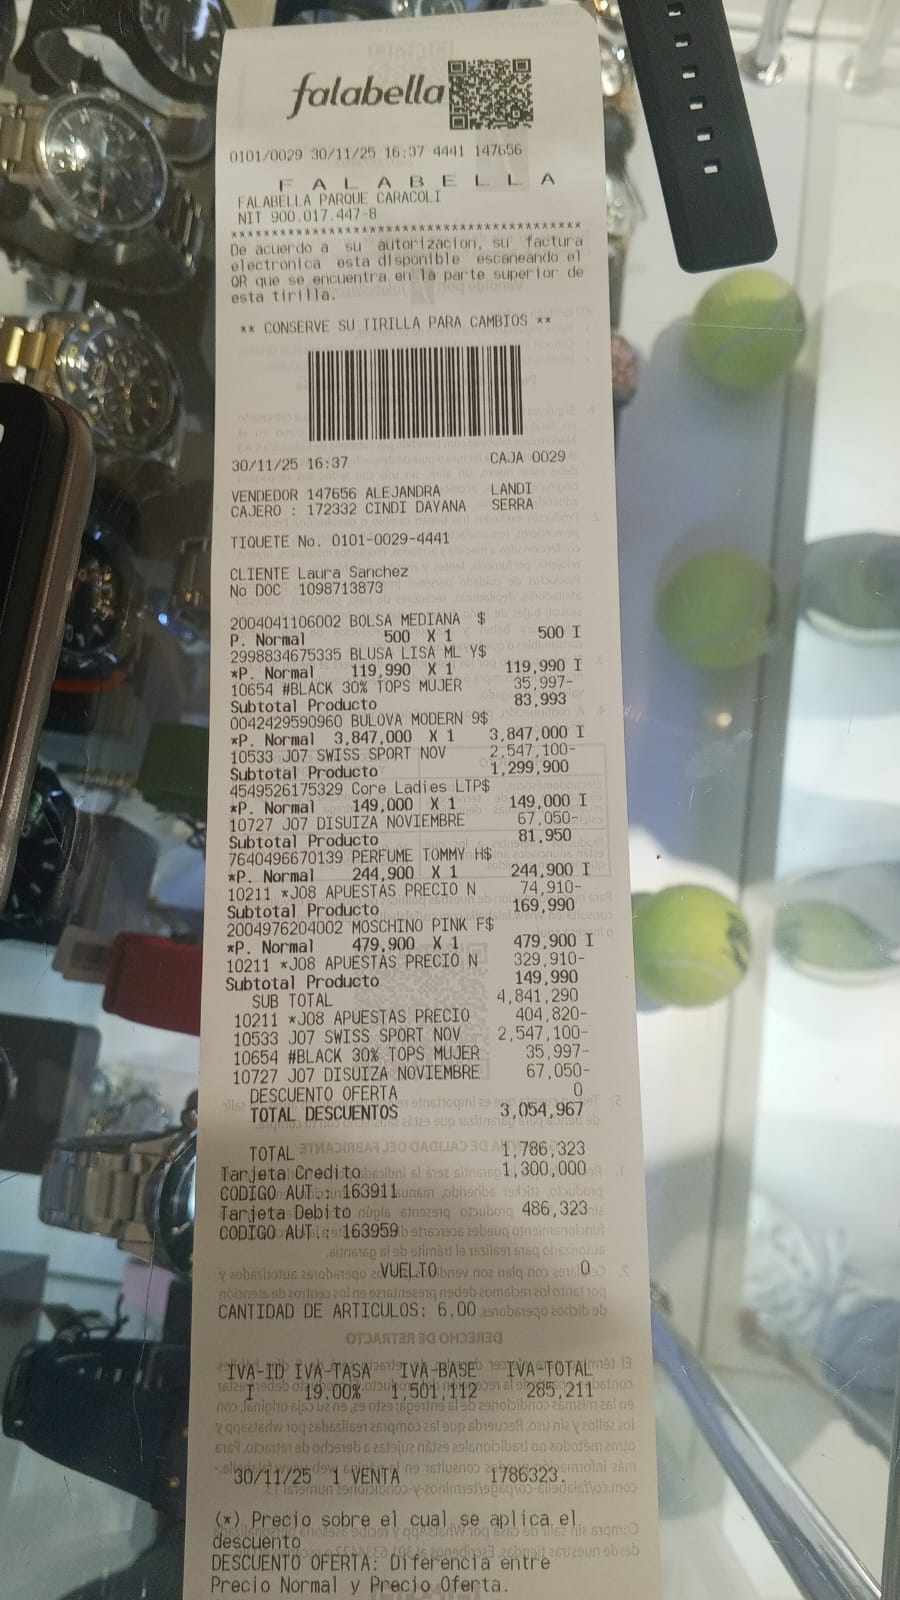 falabella
0101/0029 30/11/25 16:37 4441 147656
F A L A B E L L A
FALABELLA PARQUE CARACOLI
NIT 900.017.447-8
******************************************
De acuerdo a su autorizacion, su factura
electronica esta disponible escaneando el
QR que se encuentra en la parte superior de
esta tirilla.
** CONSERVE SU TIRILLA PARA CAMBIOS **
30/11/25 16:37 CAJA 0029
VENDEDOR 147656 ALEJANDRA LANDI
CAJERO : 172332 CINDI DAYANA SERRA
TIQUETE No. 0101-0029-4441
CLIENTE Laura Sanchez
No DOC 1098713873
2004041106002 BOLSA MEDIANA $
P. Normal 500 X 1 500 I
2998834675335 BLUSA LISA ML Y$
*P. Normal 119,990 X 1 119,990 I
10654 #BLACK 30% TOPS MUJER 35,997-
Subtotal Producto 83,993
0042429590960 BULOVA MODERN 9$
*P. Normal 3,847,000 X 1 3,847,000 I
10533 J07 SWISS SPORT NOV 2,547,100-
Subtotal Producto 1,299,900
4549526175329 Core Ladies LTP$
*P. Normal 149,000 X 1 149,000 I
10727 J07 DISUIZA NOVIEMBRE 67,050-
Subtotal Producto 81,950
7640496670139 PERFUME TOMMY H$
*P. Normal 244,900 X 1 244,900 I
10211 *J08 APUESTAS PRECIO N 74,910-
Subtotal Producto 169,990
2004976204002 MOSCHINO PINK F$
*P. Normal 479,900 X 1 479,900 I
10211 *J08 APUESTAS PRECIO N 329,910-
Subtotal Producto 149,990
SUB TOTAL 4,841,290
10211 *J08 APUESTAS PRECIO 404,820-
10533 J07 SWISS SPORT NOV 2,547,100-
10654 #BLACK 30% TOPS MUJER 35,997-
10727 J07 DISUIZA NOVIEMBRE 67,050-
DESCUENTO OFERTA 0
TOTAL DESCUENTOS 3,054,967
TOTAL 1,786,323
Tarjeta Credito 1,300,000
CODIGO AUT.: 163911
Tarjeta Debito 486,323
CODIGO AUT.: 163959
VUELTO 0
CANTIDAD DE ARTICULOS: 6.00
IVA-ID IVA-TASA IVA-BASE IVA-TOTAL
I 19.00% 1,501,112 285,211
30/11/25 1 VENTA 1786323.
(*) Precio sobre el cual se aplica el
descuento
DESCUENTO OFERTA: Diferencia entre
Precio Normal y Precio Oferta.